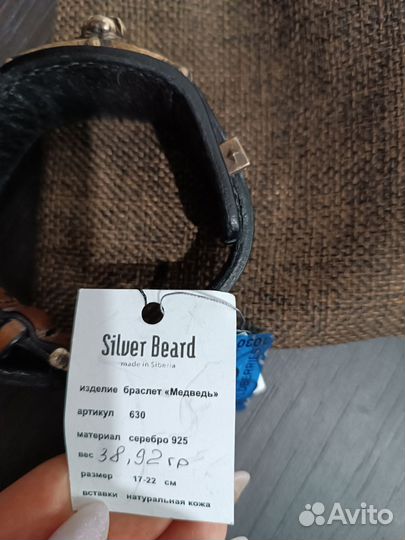 Silver Beard
made in Siberia
изделие браслет «Медведь»
артикул 630
материал серебро 925
вес 38,92 гр
размер 17-22 см
вставки натуральная кожа
Avito